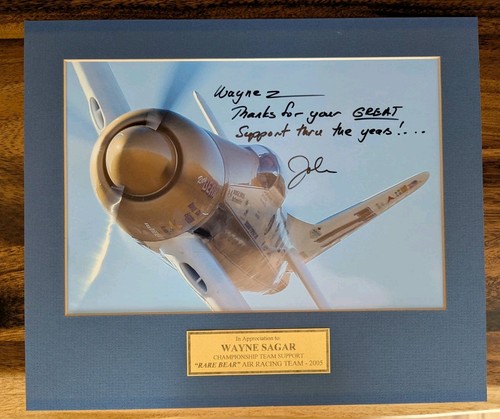 Wayne
Thanks for your GREAT
Support thru the years!...
John
In Appreciation to:
WAYNE SAGAR
CHAMPIONSHIP TEAM SUPPORT
"RARE BEAR" AIR RACING TEAM - 2005